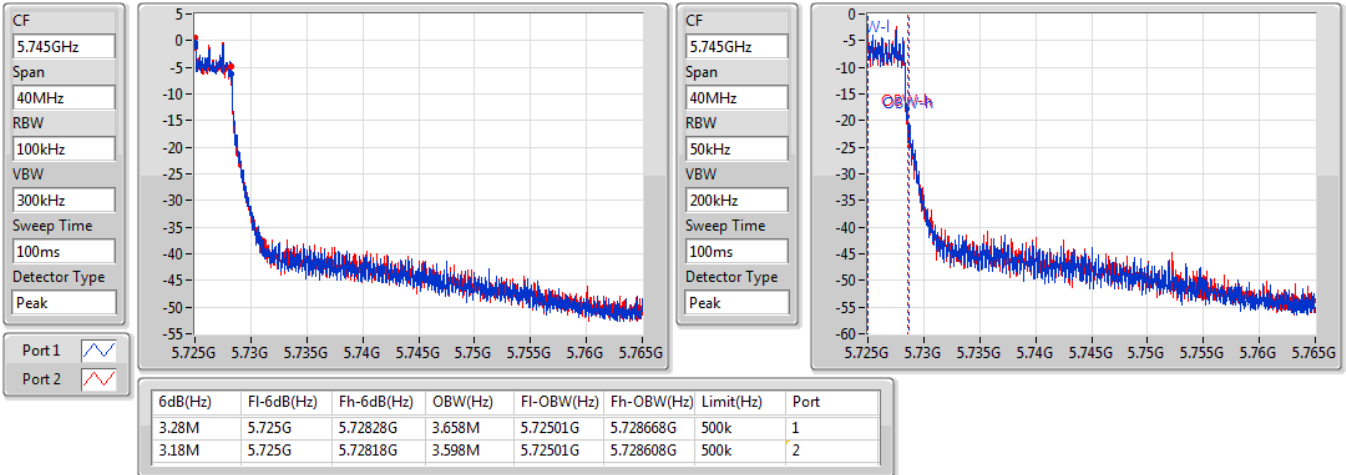 CF
5.745GHz
Span
40MHz
RBW
100kHz
VBW
300kHz
Sweep Time
100ms
Detector Type
Peak
Port 1
Port 2
5
0
-5
-10
-15
-20
-25
-30
-35
-40
-45
-50
-55
5.725G 5.73G 5.735G 5.74G 5.745G 5.75G 5.755G 5.76G 5.765G
CF
5.745GHz
Span
40MHz
RBW
50kHz
VBW
200kHz
Sweep Time
100ms
Detector Type
Peak
0
-5
-10
-15
-20
-25
-30
-35
-40
-45
-50
-55
-60
W-l
OBW-h
5.725G 5.73G 5.735G 5.74G 5.745G 5.75G 5.755G 5.76G 5.765G
6dB(Hz) Fl-6dB(Hz) Fh-6dB(Hz) OBW(Hz) Fl-OBW(Hz) Fh-OBW(Hz) Limit(Hz) Port
3.28M 5.725G 5.72828G 3.658M 5.72501G 5.728668G 500k 1
3.18M 5.725G 5.72818G 3.598M 5.72501G 5.728608G 500k 2